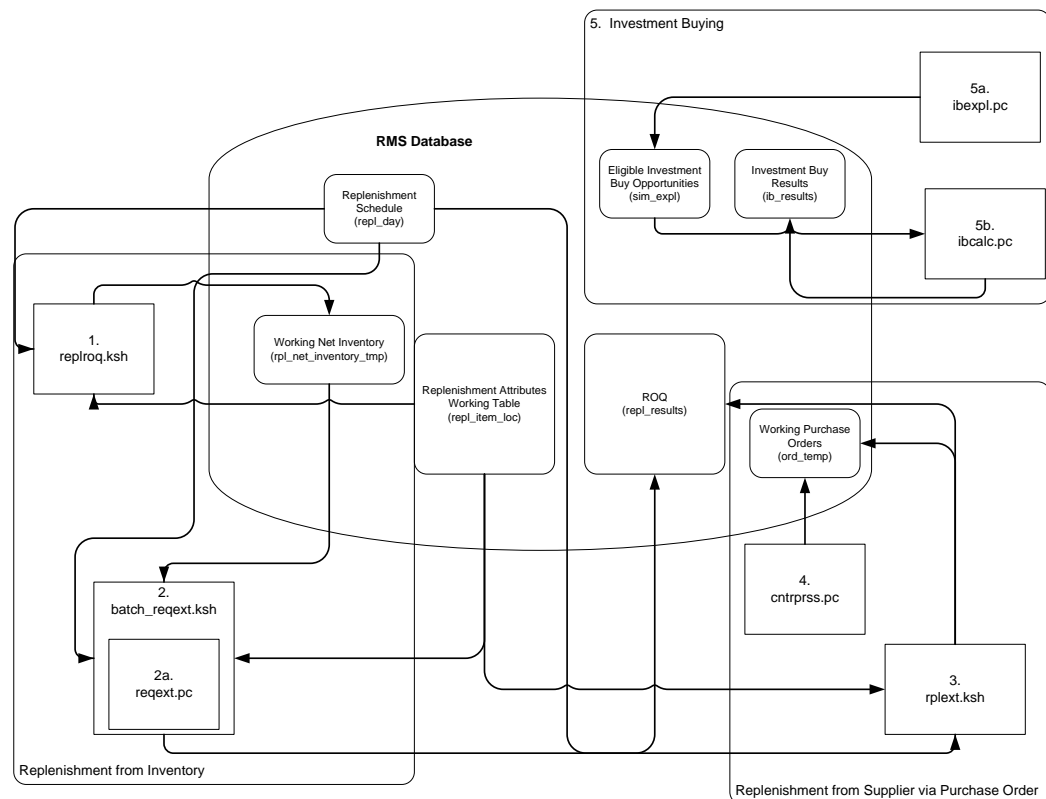 5. Investment Buying
5a.
ibexpl.pc
RMS Database
Eligible Investment
Buy Opportunities
(sim_expl)
Investment Buy
Results
(ib_results)
Replenishment
Schedule
(repl_day)
5b.
ibcalc.pc
1.
replroq.ksh
Working Net Inventory
(rpl_net_inventory_tmp)
Replenishment Attributes
Working Table
(repl_item_loc)
ROQ
(repl_results)
Working Purchase
Orders
(ord_temp)
2.
batch_reqext.ksh
2a.
reqext.pc
4.
cntrprss.pc
3.
rplext.ksh
Replenishment from Inventory
Replenishment from Supplier via Purchase Order